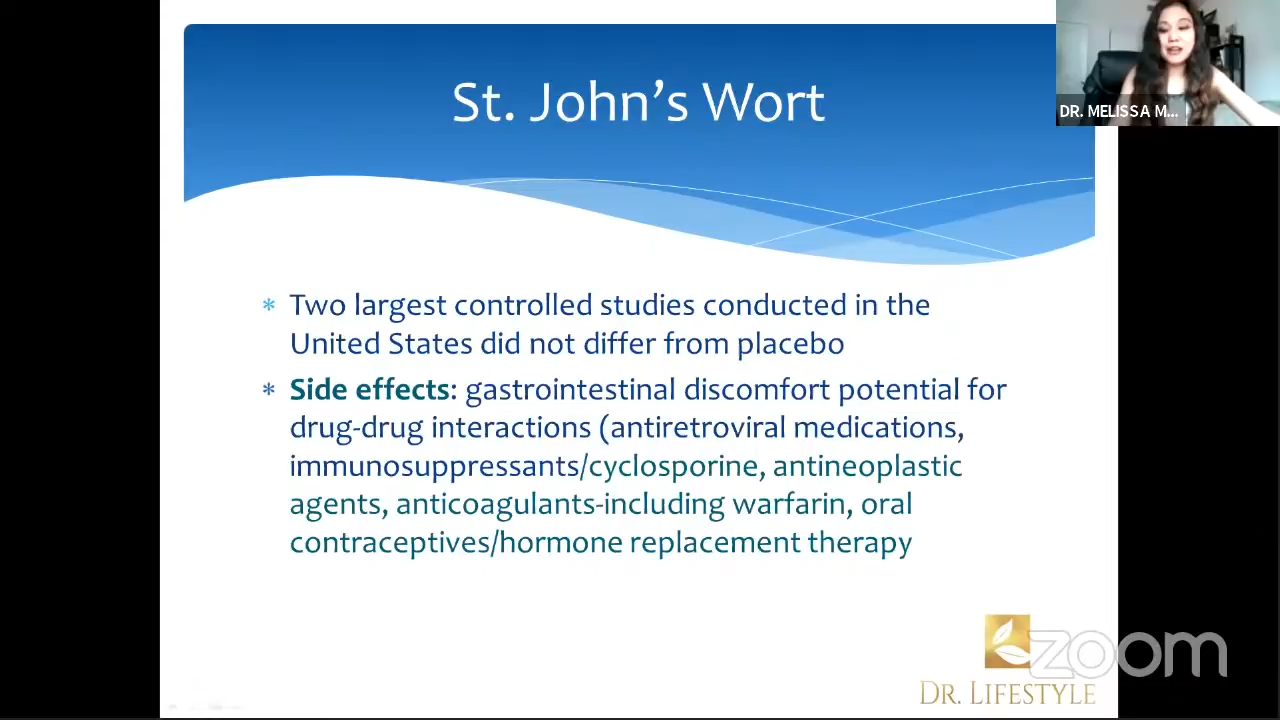 St. John’s Wort
DR. MELISSA M...
* Two largest controlled studies conducted in the
United States did not differ from placebo
* Side effects: gastrointestinal discomfort potential for
drug-drug interactions (antiretroviral medications,
immunosuppressants/cyclosporine, antineoplastic
agents, anticoagulants-including warfarin, oral
contraceptives/hormone replacement therapy
zoom
DR. LIFESTYLE